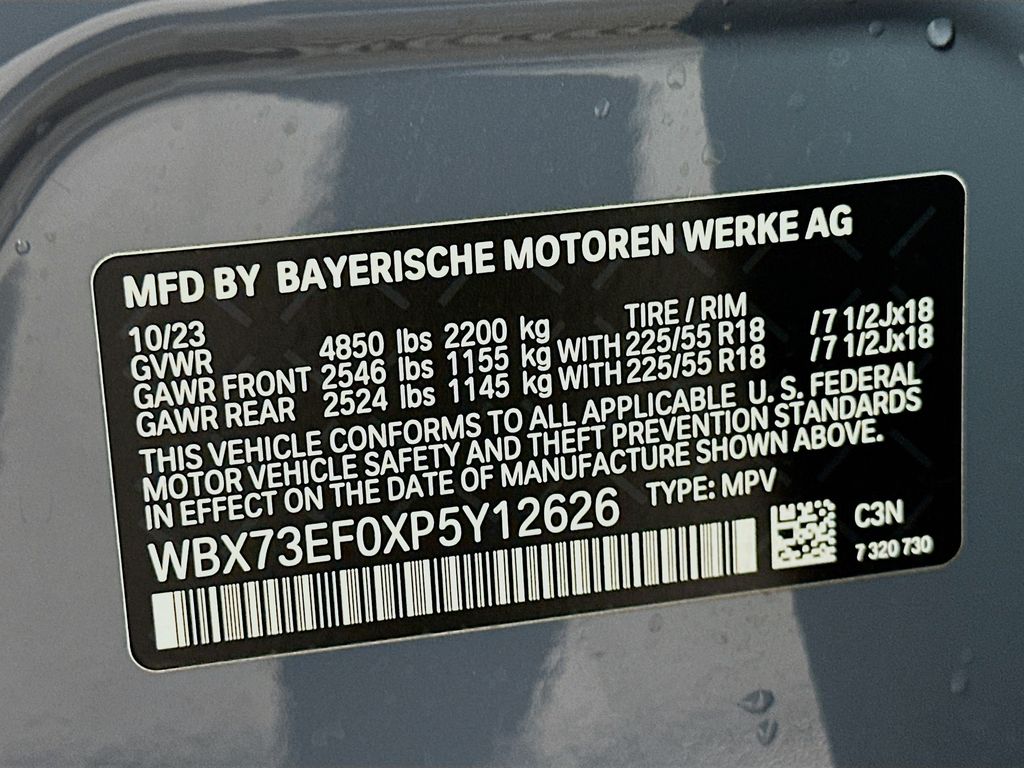 MFD BY BAYERISCHE MOTOREN WERKE AG
10/23 TIRE / RIM
GVWR 4850 lbs 2200 kg
GAWR FRONT 2546 lbs 1155 kg WITH 225/55 R18 /7 1/2Jx18
GAWR REAR 2524 lbs 1145 kg WITH 225/55 R18 /7 1/2Jx18
THIS VEHICLE CONFORMS TO ALL APPLICABLE U. S. FEDERAL
MOTOR VEHICLE SAFETY AND THEFT PREVENTION STANDARDS
IN EFFECT ON THE DATE OF MANUFACTURE SHOWN ABOVE.
WBX73EF0XP5Y12626 TYPE: MPV
C3N
7 320 730